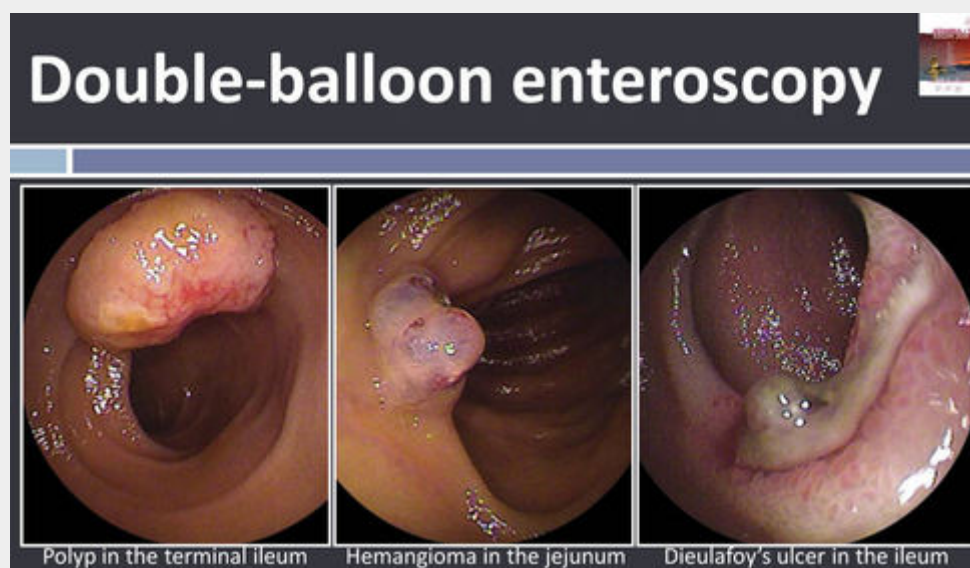 Double-balloon enteroscopy
Polyp in the terminal ileum
Hemangioma in the jejunum
Dieulafoy's ulcer in the ileum